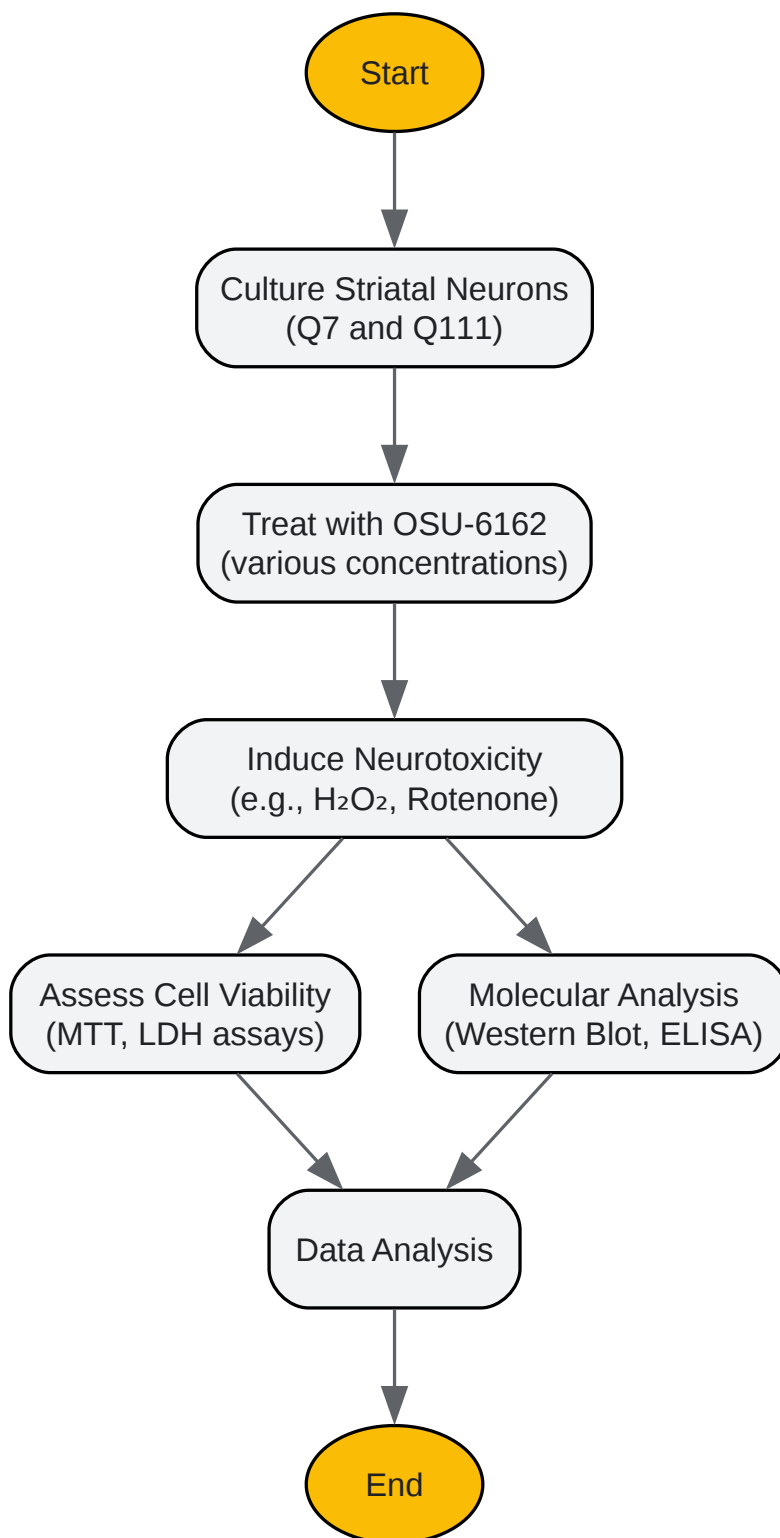 Start
Culture Striatal Neurons
(Q7 and Q111)
Treat with OSU-6162
(various concentrations)
Induce Neurotoxicity
(e.g., H₂O₂, Rotenone)
Assess Cell Viability
(MTT, LDH assays)
Molecular Analysis
(Western Blot, ELISA)
Data Analysis
End